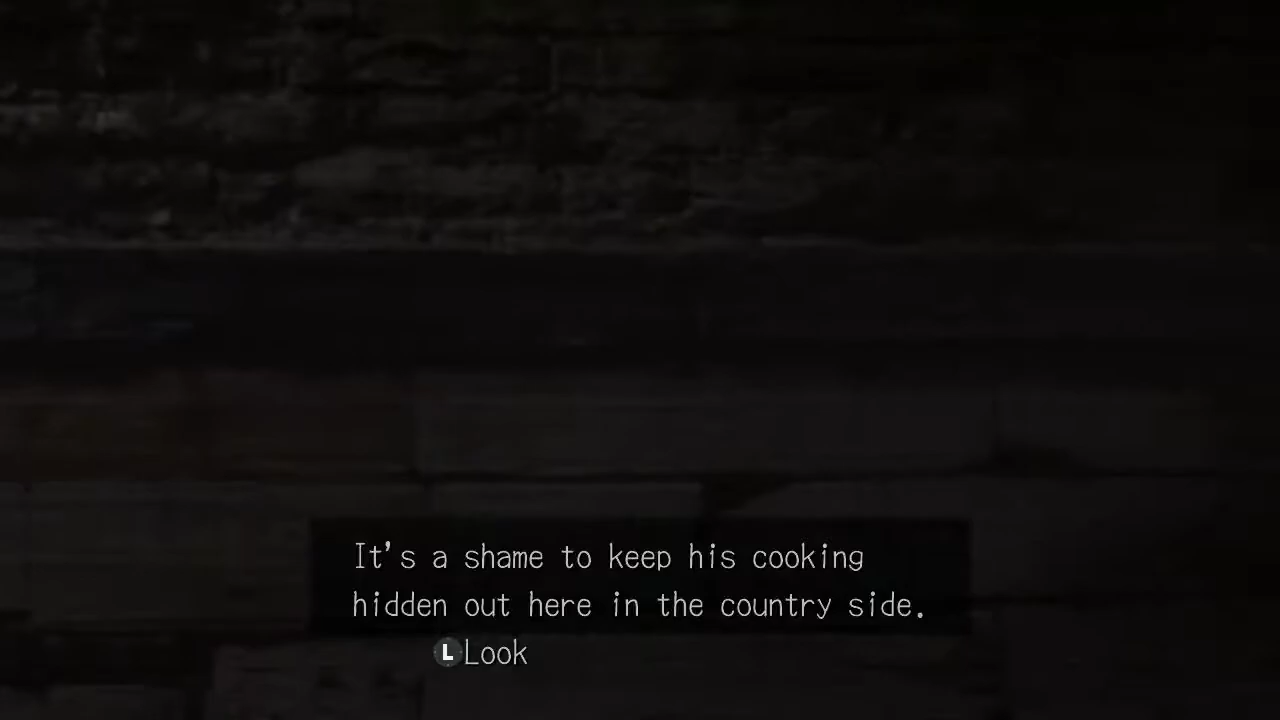 It's a shame to keep his cooking
hidden out here in the country side.
L Look